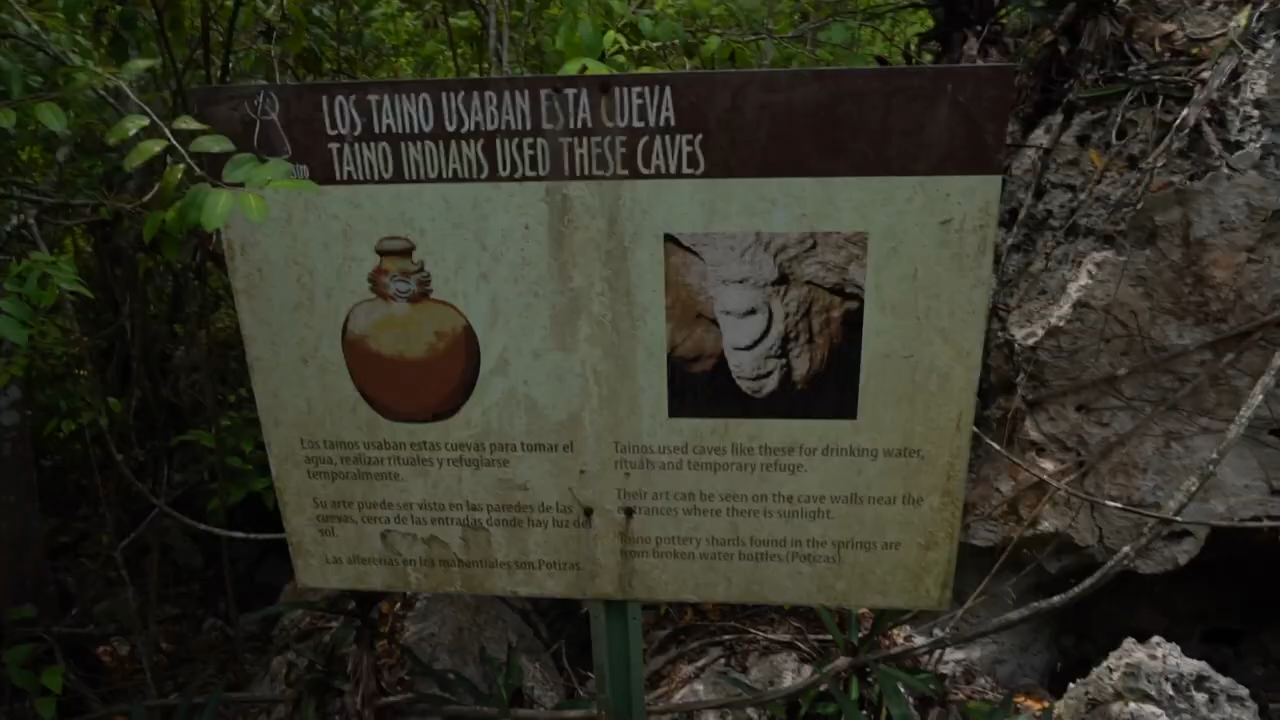 LOS TAINO USABAN ESTA CUEVA
TAINO INDIANS USED THESE CAVES
Los tainos usaban estas cuevas para tomar el
agua, realizar rituales y refugiarse
temporalmente.
Su arte puede ser visto en las paredes de las
cuevas, cerca de las entradas donde hay luz del
sol.
Las alfererias en los manentiales son Potizas.
Tainos used caves like these for drinking water,
rituals and temporary refuge.
Their art can be seen on the cave walls near the
entrances where there is sunlight.
Taino pottery shards found in the springs are
from broken water bottles (Potizas)